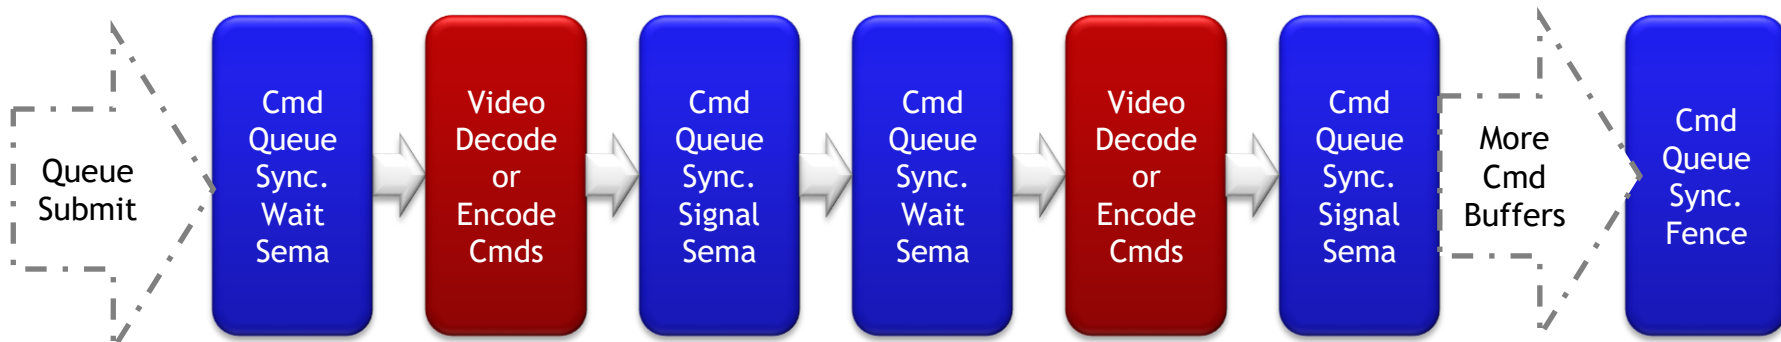 Queue
Submit
Cmd
Queue
Sync.
Wait
Sema
Video
Decode
or
Encode
Cmds
Cmd
Queue
Sync.
Signal
Sema
Cmd
Queue
Sync.
Wait
Sema
Video
Decode
or
Encode
Cmds
Cmd
Queue
Sync.
Signal
Sema
More
Cmd
Buffers
Cmd
Queue
Sync.
Fence